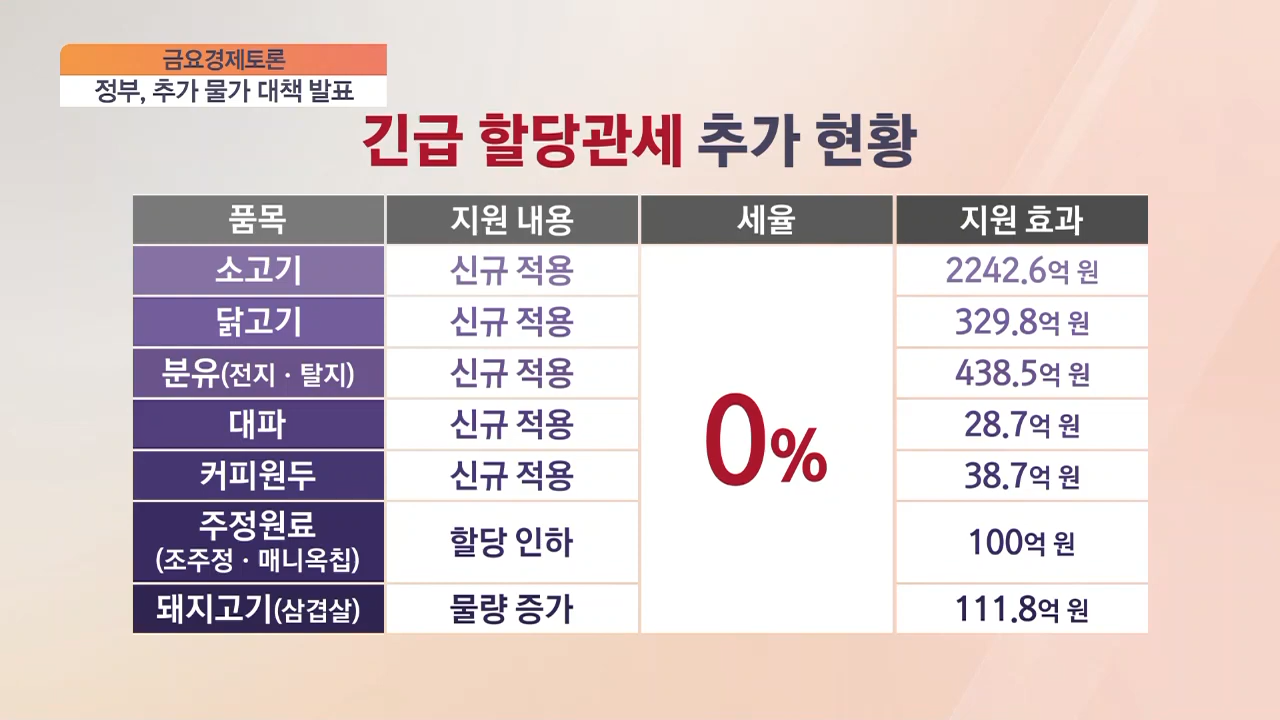 금요경제토론
정부, 추가 물가 대책 발표
긴급 할당관세 추가 현황
품목 지원 내용 세율 지원 효과
소고기 신규 적용 2242.6억 원
닭고기 신규 적용 329.8억 원
분유(전지 · 탈지) 신규 적용 438.5억 원
대파 신규 적용 28.7억 원
0%
커피원두 신규 적용 38.7억 원
주정원료
(조주정 · 매니옥칩) 할당 인하 100억 원
돼지고기(삼겹살) 물량 증가 111.8억 원